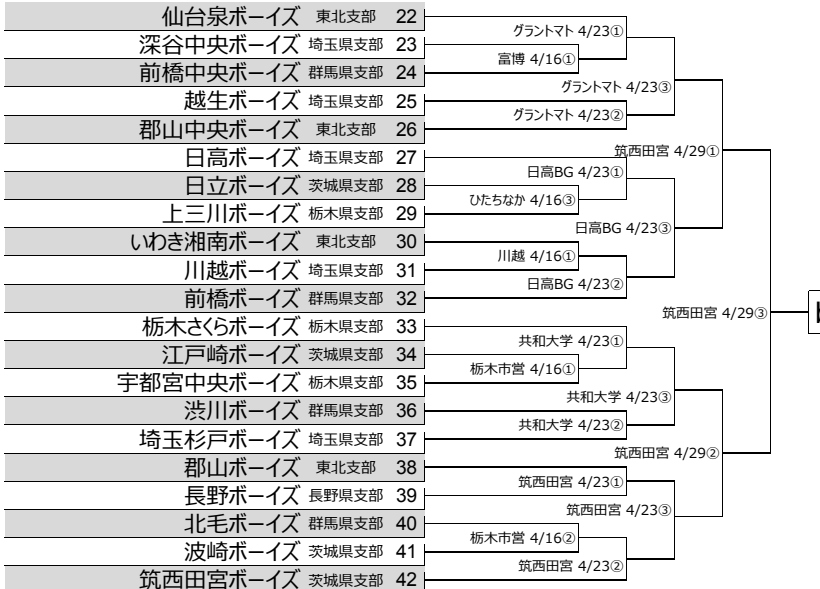 仙台泉ボーイズ 東北支部 22
深谷中央ボーイズ 埼玉県支部 23
前橋中央ボーイズ 群馬県支部 24
越生ボーイズ 埼玉県支部 25
郡山中央ボーイズ 東北支部 26
日高ボーイズ 埼玉県支部 27
日立ボーイズ 茨城県支部 28
上三川ボーイズ 栃木県支部 29
いわき湘南ボーイズ 東北支部 30
川越ボーイズ 埼玉県支部 31
前橋ボーイズ 群馬県支部 32
栃木さくらボーイズ 栃木県支部 33
江戸崎ボーイズ 茨城県支部 34
宇都宮中央ボーイズ 栃木県支部 35
渋川ボーイズ 群馬県支部 36
埼玉杉戸ボーイズ 埼玉県支部 37
郡山ボーイズ 東北支部 38
長野ボーイズ 長野県支部 39
北毛ボーイズ 群馬県支部 40
波崎ボーイズ 茨城県支部 41
筑西田宮ボーイズ 茨城県支部 42
グラントマト 4/23①
富博 4/16①
グラントマト 4/23③
グラントマト 4/23②
筑西田宮 4/29①
日高BG 4/23①
ひたちなか 4/16③
日高BG 4/23③
川越 4/16①
日高BG 4/23②
筑西田宮 4/29③
共和大学 4/23①
栃木市営 4/16①
共和大学 4/23③
共和大学 4/23②
筑西田宮 4/29②
筑西田宮 4/23①
筑西田宮 4/23③
栃木市営 4/16②
筑西田宮 4/23②